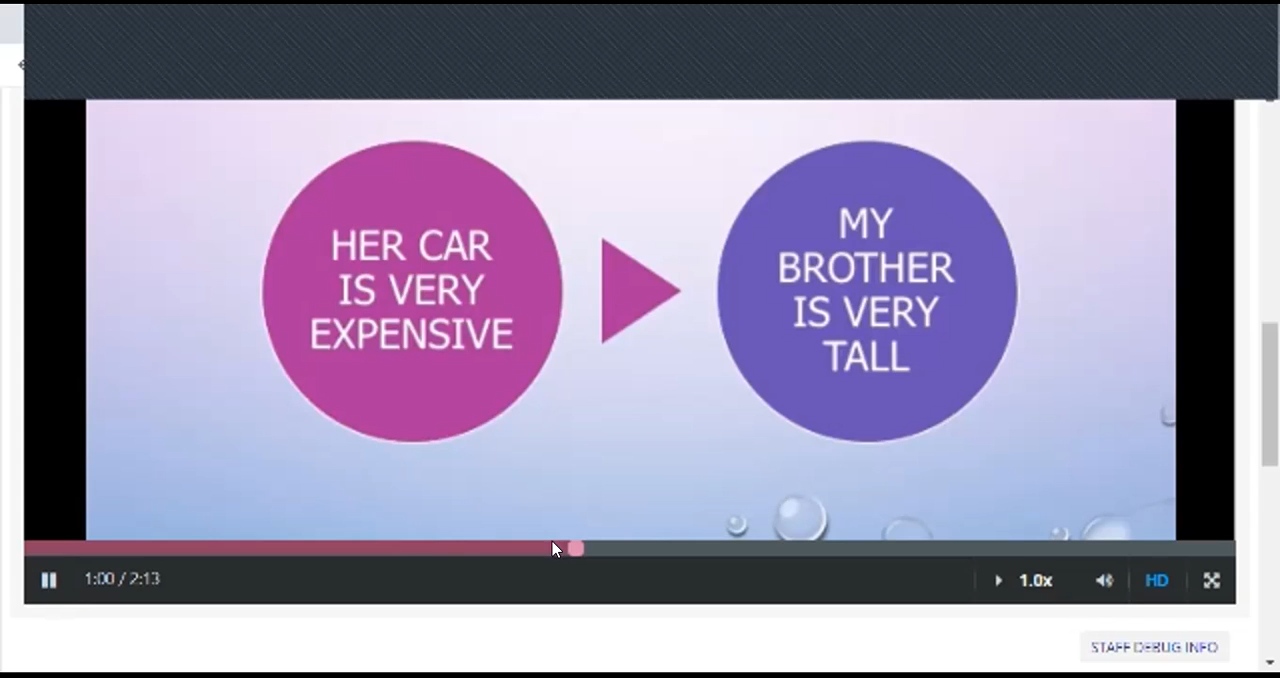 HER CAR
IS VERY
EXPENSIVE
MY
BROTHER
IS VERY
TALL
1:00 / 2:13
1.0x
HD
STAFF DEBUG INFO